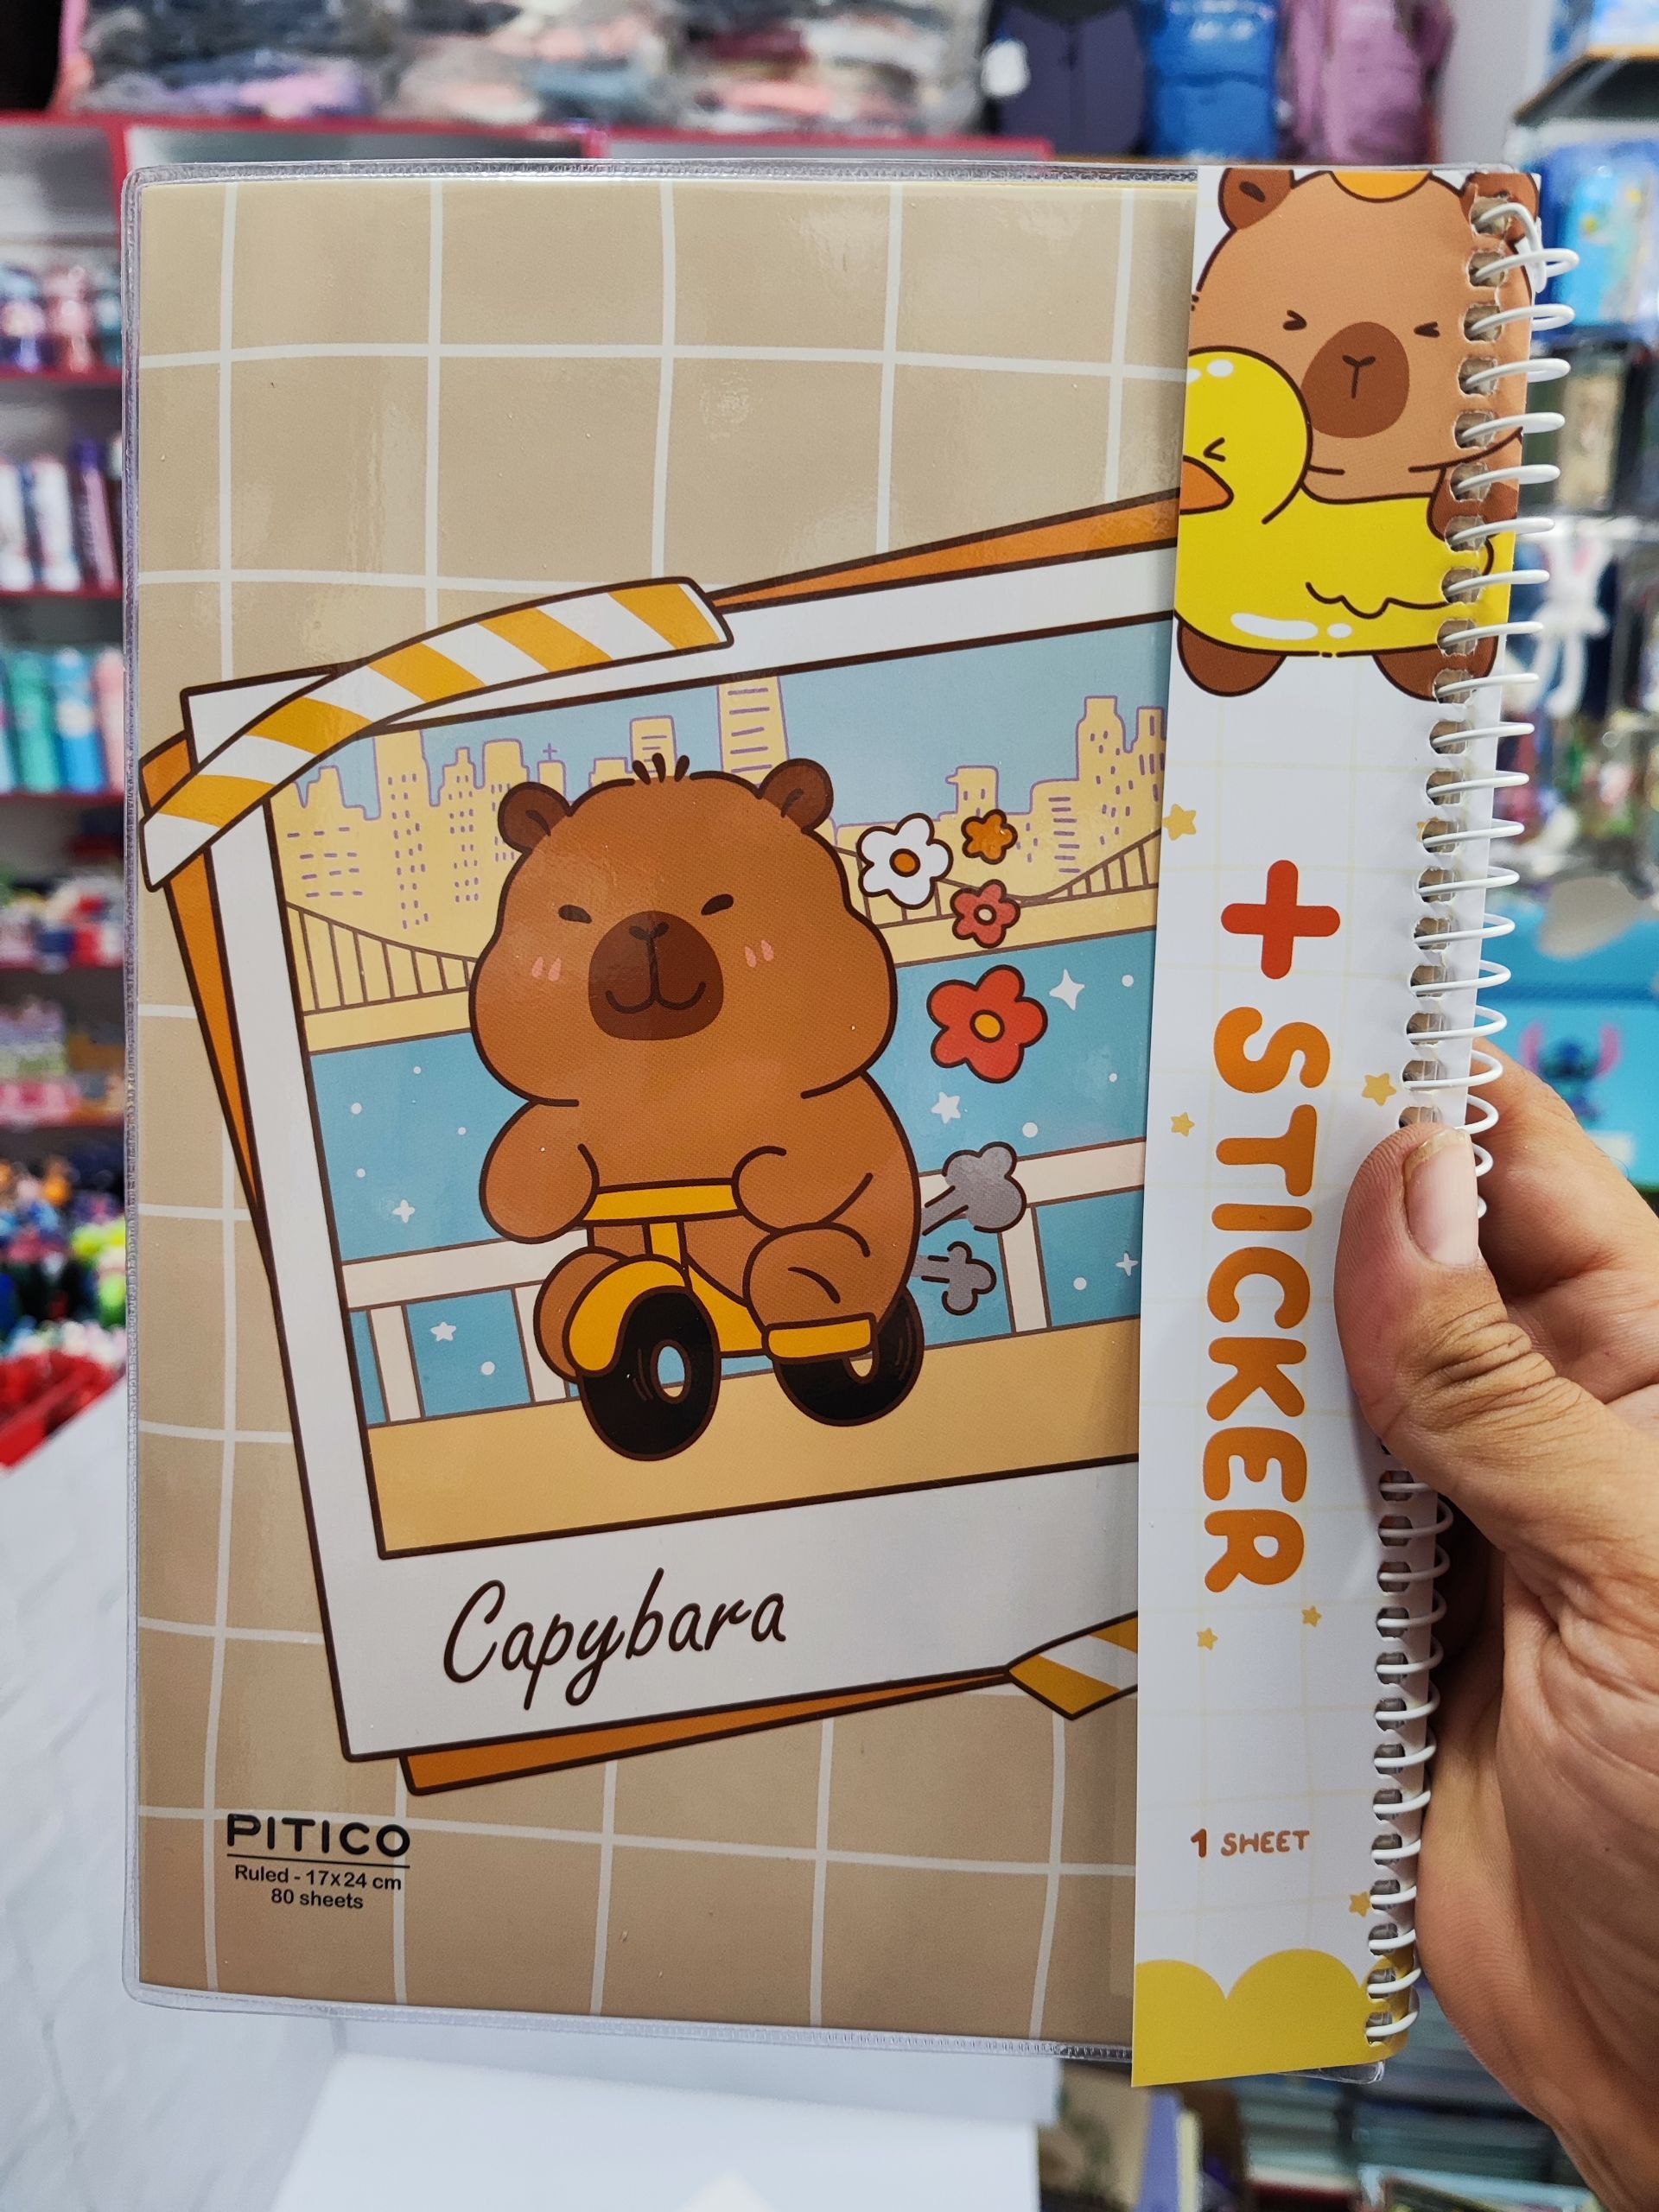 Capybara
PITICO
Ruled - 17x24 cm
80 sheets
+ STICKER
1 SHEET